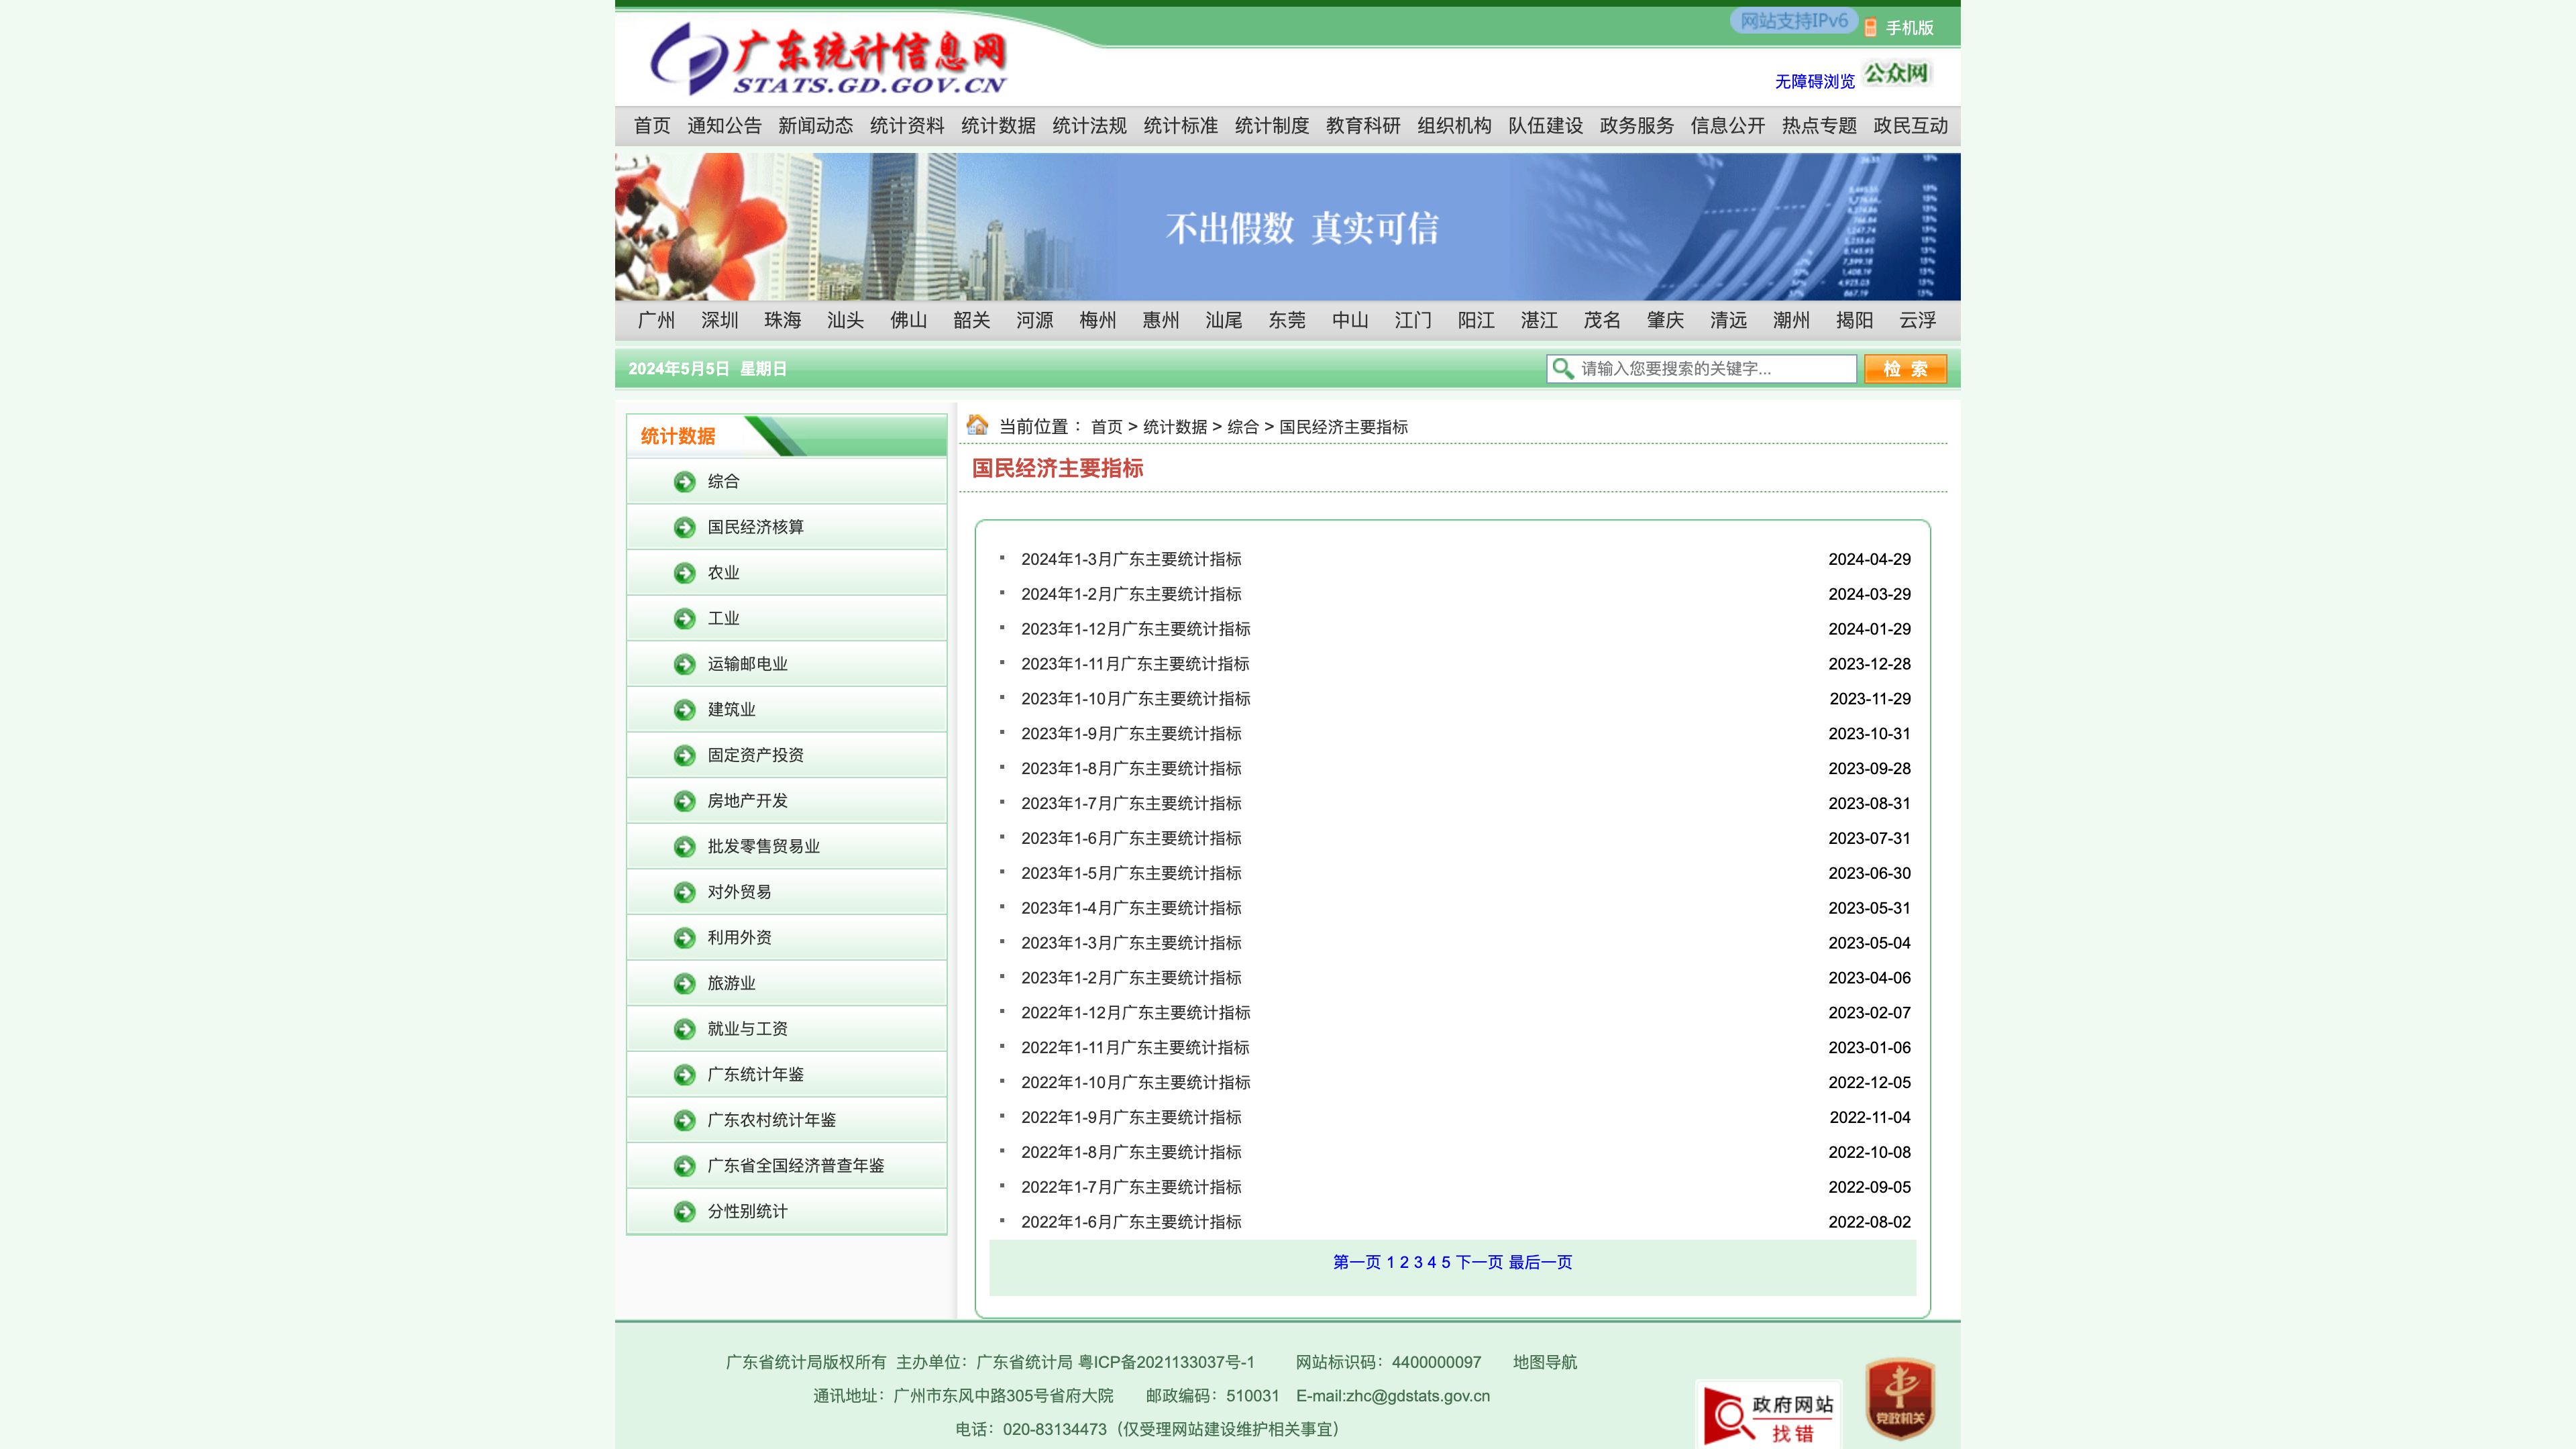 网站支持IPv6 手机版
广东统计信息网
STATS.GD.GOV.CN
无障碍浏览 公众网
首页 通知公告 新闻动态 统计资料 统计数据 统计法规 统计标准 统计制度 教育科研 组织机构 队伍建设 政务服务 信息公开 热点专题 政民互动
不出假数 真实可信
广州 深圳 珠海 汕头 佛山 韶关 河源 梅州 惠州 汕尾 东莞 中山 江门 阳江 湛江 茂名 肇庆 清远 潮州 揭阳 云浮
2024年5月5日 星期日 请输入您要搜索的关键字... 检 索
统计数据
综合
国民经济核算
农业
工业
运输邮电业
建筑业
固定资产投资
房地产开发
批发零售贸易业
对外贸易
利用外资
旅游业
就业与工资
广东统计年鉴
广东农村统计年鉴
广东省全国经济普查年鉴
分性别统计
当前位置： 首页 > 统计数据 > 综合 > 国民经济主要指标
国民经济主要指标
2024年1-3月广东主要统计指标 2024-04-29
2024年1-2月广东主要统计指标 2024-03-29
2023年1-12月广东主要统计指标 2024-01-29
2023年1-11月广东主要统计指标 2023-12-28
2023年1-10月广东主要统计指标 2023-11-29
2023年1-9月广东主要统计指标 2023-10-31
2023年1-8月广东主要统计指标 2023-09-28
2023年1-7月广东主要统计指标 2023-08-31
2023年1-6月广东主要统计指标 2023-07-31
2023年1-5月广东主要统计指标 2023-06-30
2023年1-4月广东主要统计指标 2023-05-31
2023年1-3月广东主要统计指标 2023-05-04
2023年1-2月广东主要统计指标 2023-04-06
2022年1-12月广东主要统计指标 2023-02-07
2022年1-11月广东主要统计指标 2023-01-06
2022年1-10月广东主要统计指标 2022-12-05
2022年1-9月广东主要统计指标 2022-11-04
2022年1-8月广东主要统计指标 2022-10-08
2022年1-7月广东主要统计指标 2022-09-05
2022年1-6月广东主要统计指标 2022-08-02
第一页 1 2 3 4 5 下一页 最后一页
广东省统计局版权所有 主办单位：广东省统计局 粤ICP备2021133037号-1 网站标识码：4400000097 地图导航
通讯地址：广州市东风中路305号省府大院 邮政编码：510031 E-mail:zhc@gdstats.gov.cn
电话：020-83134473（仅受理网站建设维护相关事宜）
政府网站
找错
党政机关